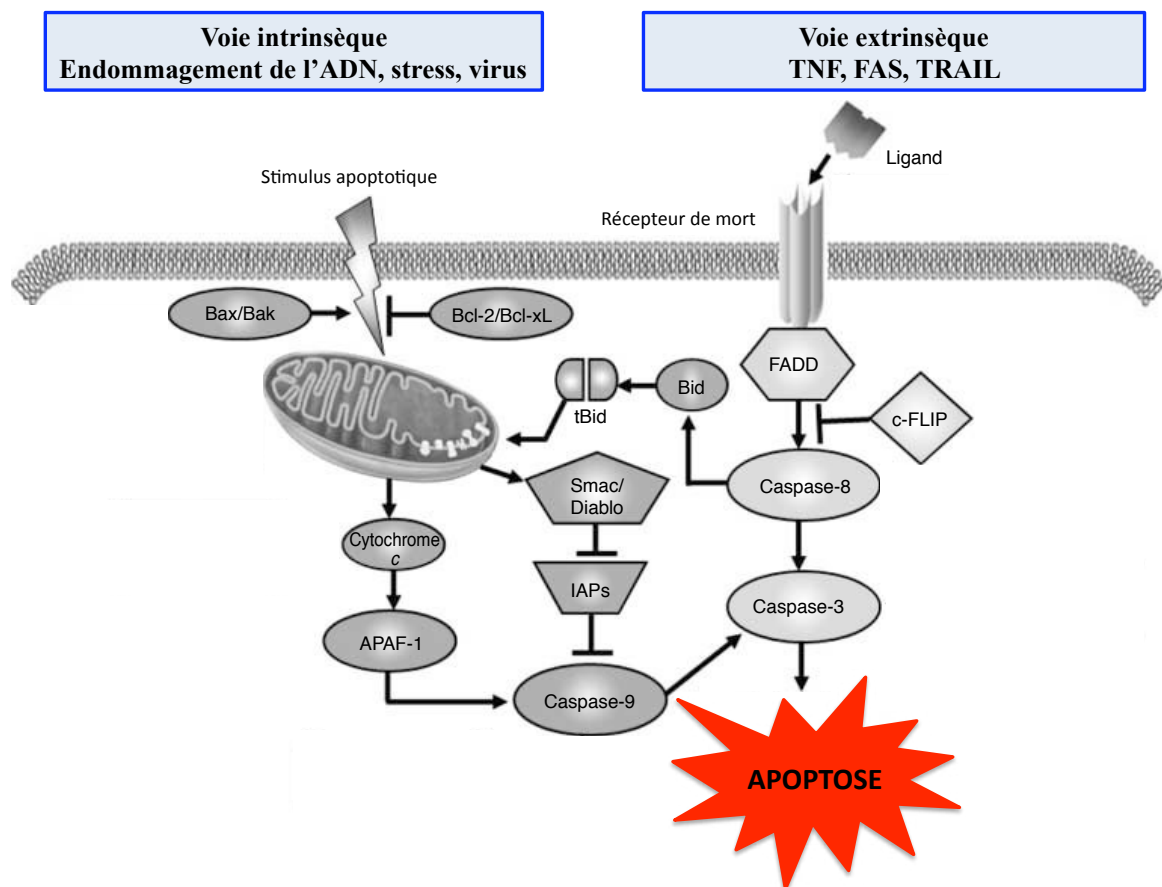 Voie intrinsèque
Endommagement de l'ADN, stress, virus
Voie extrinsèque
TNF, FAS, TRAIL
Ligand
Stimulus apoptotique
Récepteur de mort
Bax/Bak
Bcl-2/Bcl-xL
FADD
Bid
tBid
c-FLIP
Caspase-8
Smac/
Diablo
Cytochrome
c
IAPs
Caspase-3
APAF-1
Caspase-9
APOPTOSE